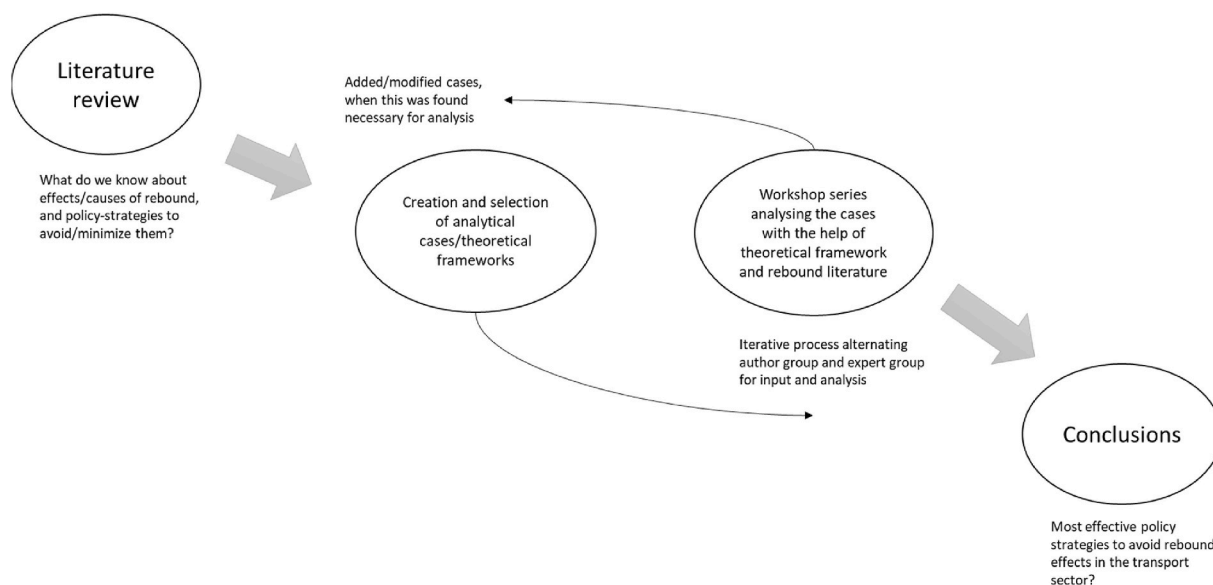 Literature
review
What do we know about
effects/causes of rebound,
and policy-strategies to
avoid/minimize them?
Added/modified cases,
when this was found
necessary for analysis
Creation and selection
of analytical
cases/theoretical
frameworks
Workshop series
analysing the cases
with the help of
theoretical framework
and rebound literature
Iterative process alternating
author group and expert group
for input and analysis
Conclusions
Most effective policy
strategies to avoid rebound
effects in the transport
sector?